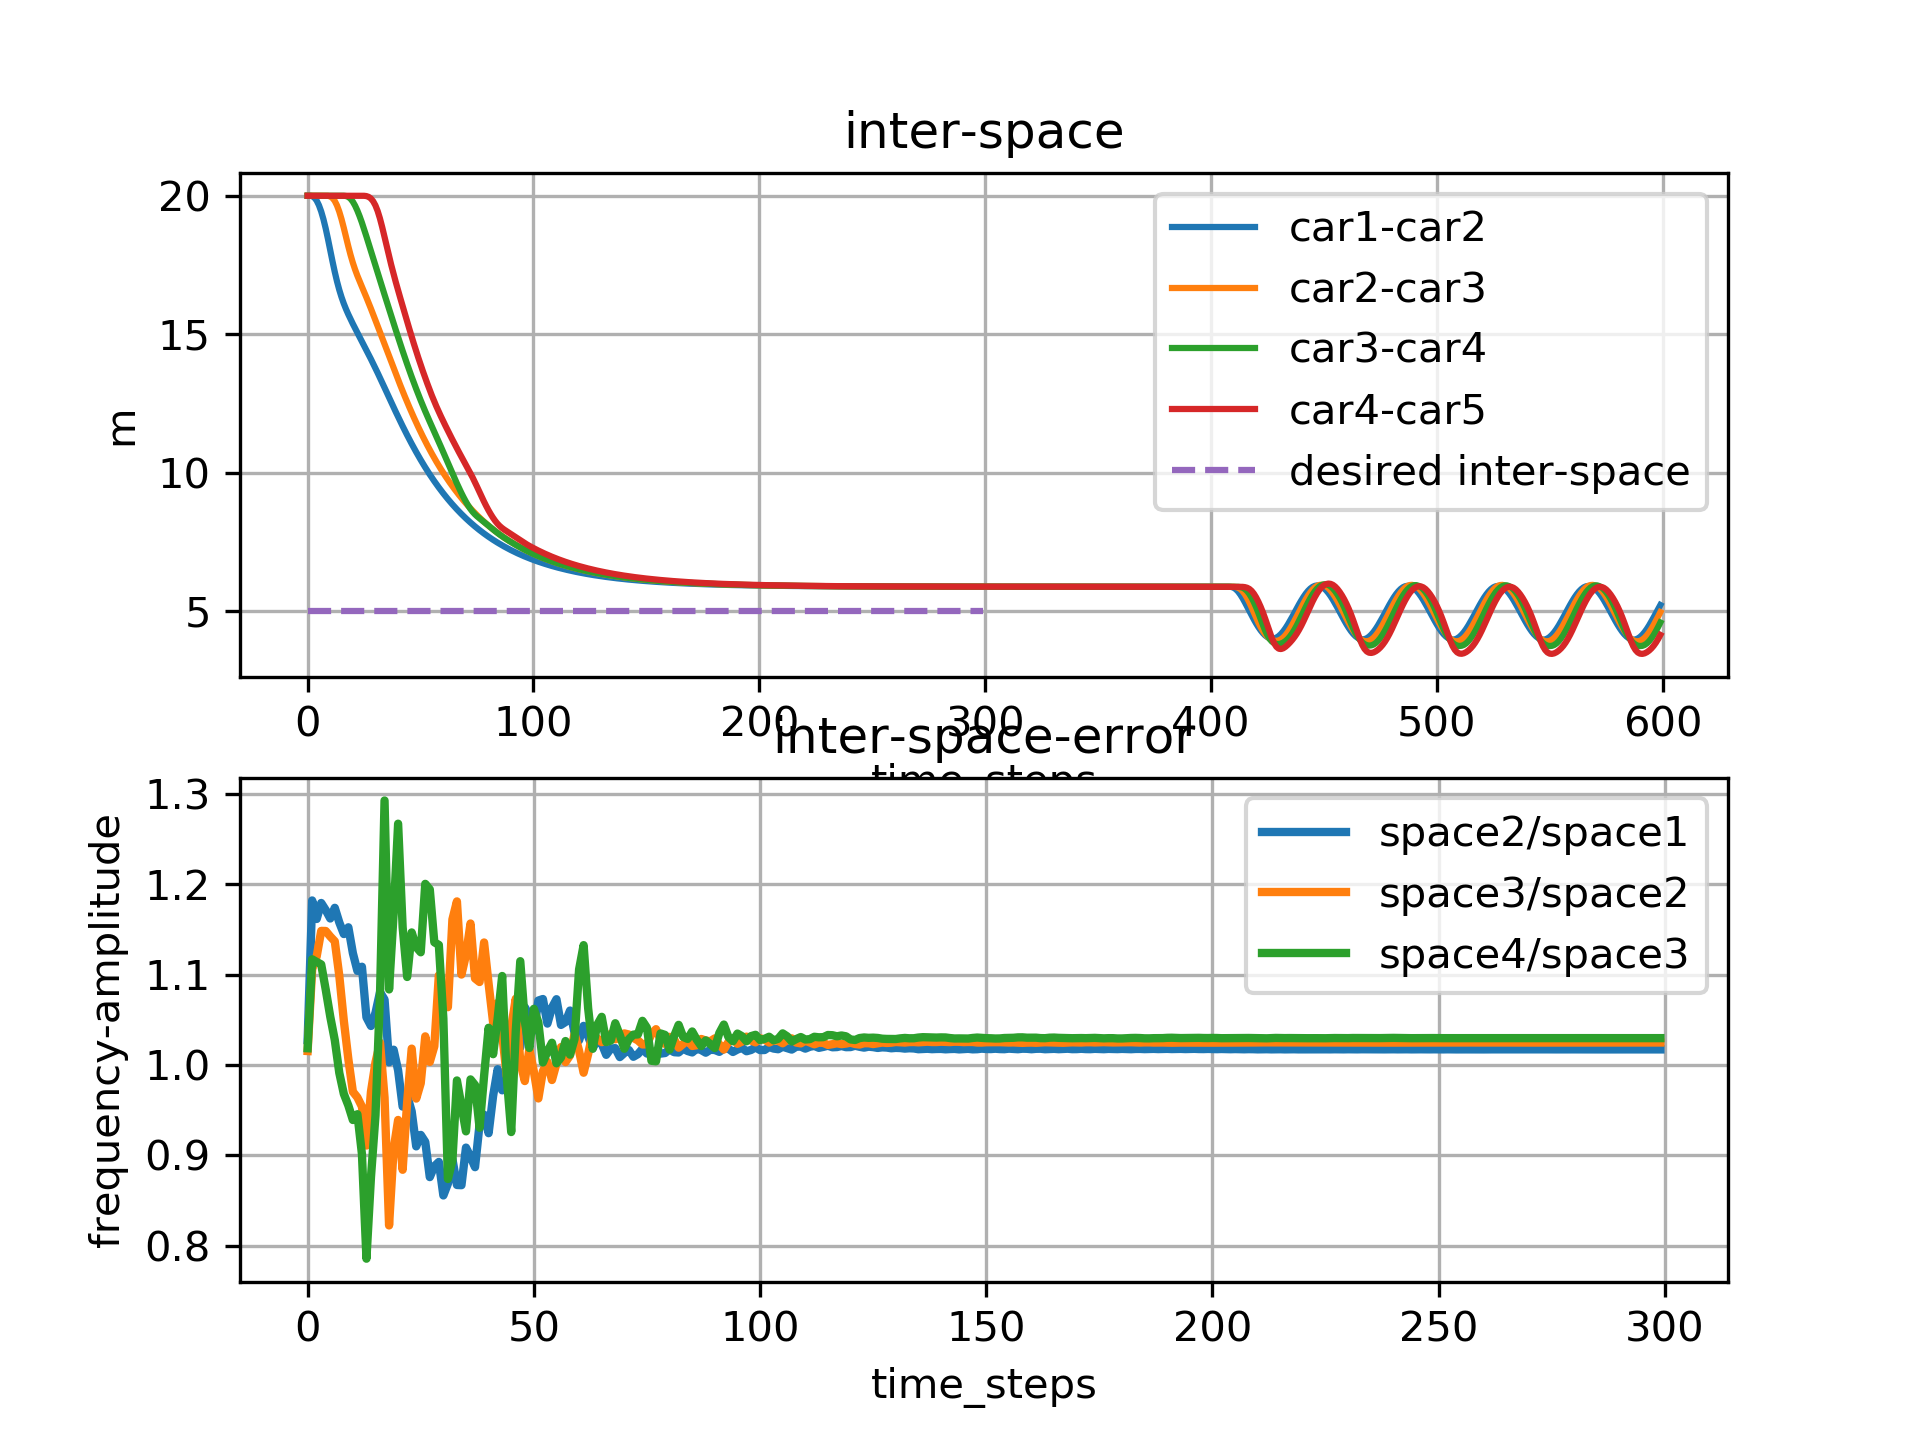 inter-space
m
20
15
10
5
car1-car2
car2-car3
car3-car4
car4-car5
desired inter-space
0 100 200 300 400 500 600
time_steps
inter-space-error
frequency-amplitude
1.3
1.2
1.1
1.0
0.9
0.8
space2/space1
space3/space2
space4/space3
0 50 100 150 200 250 300
time_steps